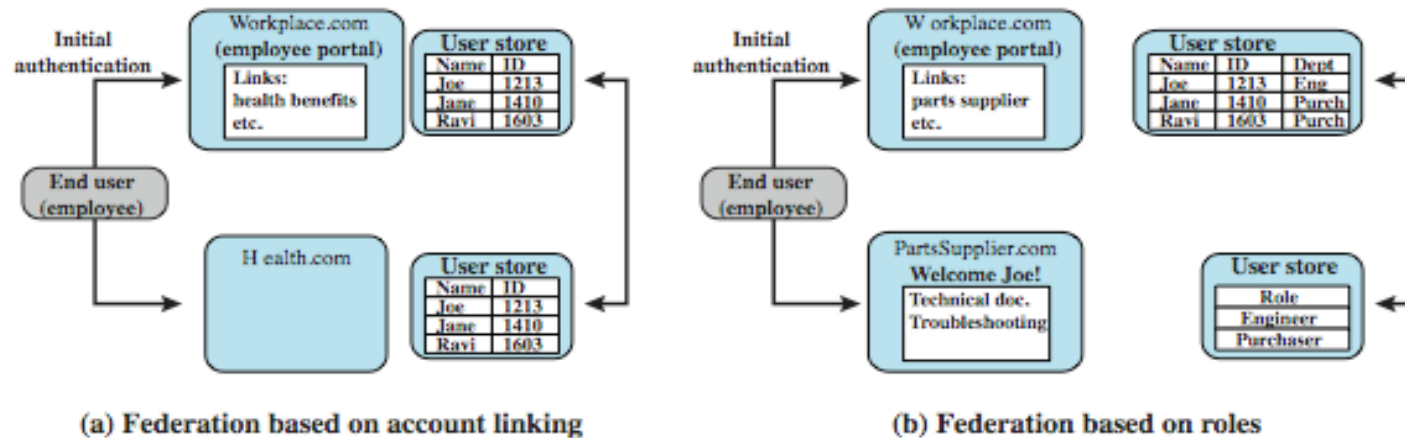 Workplace.com
(employee portal)
Links:
health benefits
etc.
User store
Name ID
Joe 1213
Jane 1410
Ravi 1603
Initial
authentication
End user
(employee)
H ealth.com
User store
Name ID
Joe 1213
Jane 1410
Ravi 1603
(a) Federation based on account linking
W orkplace.com
(employee portal)
Links:
parts supplier
etc.
User store
Name ID Dept
Joe 1213 Eng
Jane 1410 Purch
Ravi 1603 Purch
Initial
authentication
End user
(employee)
PartsSupplier.com
Welcome Joe!
Technical doc.
Troubleshooting
User store
Role
Engineer
Purchaser
(b) Federation based on roles